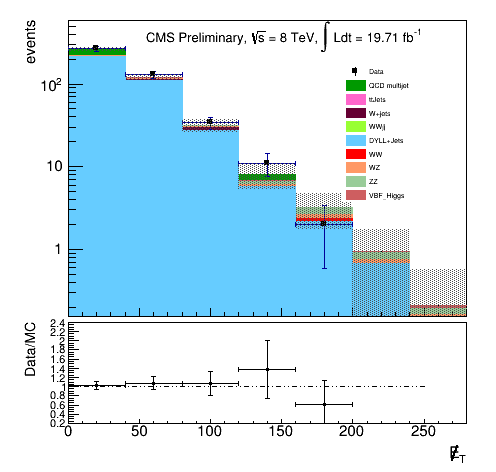 CMS Preliminary, √s = 8 TeV, ∫ Ldt = 19.71 fb⁻¹
events
Data
QCD multijet
ttJets
W+jets
WWjj
DYLL+Jets
WW
WZ
ZZ
VBF_Higgs
10²
10
1
Data/MC
2.4
2.2
2
1.8
1.6
1.4
1.2
1
0.8
0.6
0.4
0.2
0 50 100 150 200 250
E̸_T